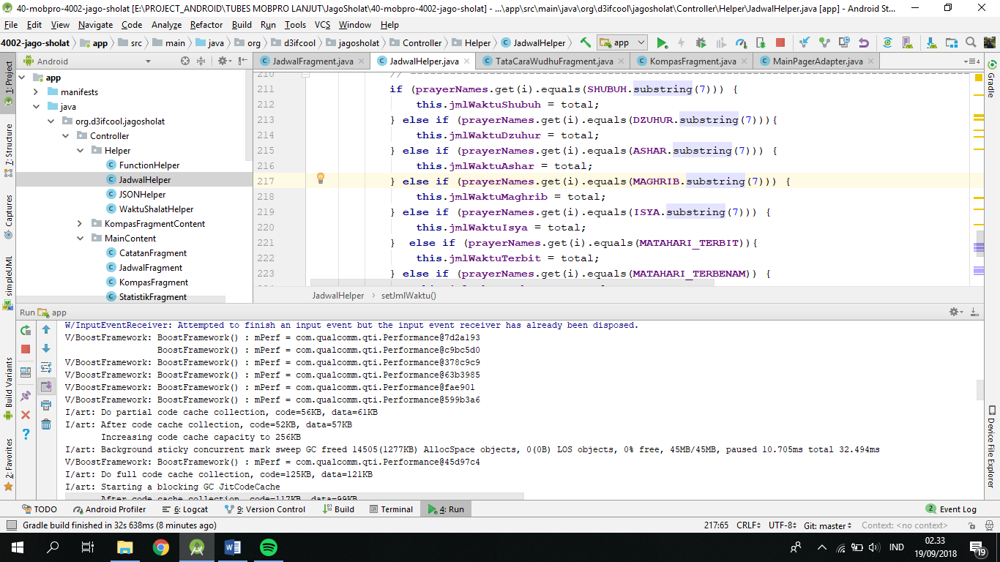 40-mobpro-4002-jago-sholat [E:\PROJECT_ANDROID\TUBES MOBPRO LANJUT\JagoSholat\40-mobpro-4002-jago-sholat] - ...\app\src\main\java\org\d3ifcool\jagosholat\Controller\Helper\JadwalHelper.java [app] - Android St...
File Edit View Navigate Code Analyze Refactor Build Run Tools VCS Window Help
4002-jago-sholat app src main java org d3ifcool jagosholat Controller Helper JadwalHelper app
Android
JadwalFragment.java JadwalHelper.java TataCaraWudhuFragment.java KompasFragment.java MainPagerAdapter.java
4
1: Project
7: Structure
Captures
simpleUML
Build Variants
2: Favorites
app
manifests
java
org.d3ifcool.jagosholat
Controller
Helper
FunctionHelper
JadwalHelper
JSONHelper
WaktuShalatHelper
KompasFragmentContent
MainContent
CatatanFragment
JadwalFragment
KompasFragment
StatistikFragment
210 // ----------------------------------------------------------------------------------------
211 if (prayerNames.get(i).equals(SHUBUH.substring(7))) {
212 this.jmlWaktuShubuh = total;
213 } else if (prayerNames.get(i).equals(DZUHUR.substring(7))){
214 this.jmlWaktuDzuhur = total;
215 } else if (prayerNames.get(i).equals(ASHAR.substring(7))) {
216 this.jmlWaktuAshar = total;
217 } else if (prayerNames.get(i).equals(MAGHRIB.substring(7))) {
218 this.jmlWaktuMaghrib = total;
219 } else if (prayerNames.get(i).equals(ISYA.substring(7))) {
220 this.jmlWaktuIsya = total;
221 }  else if (prayerNames.get(i).equals(MATAHARI_TERBIT)){
222 this.jmlWaktuTerbit = total;
223 } else if (prayerNames.get(i).equals(MATAHARI_TERBENAM)) {
JadwalHelper setJmlWaktu()
Gradle
Device File Explorer
Run app
W/InputEventReceiver: Attempted to finish an input event but the input event receiver has already been disposed.
V/BoostFramework: BoostFramework() : mPerf = com.qualcomm.qti.Performance@7d2a193
BoostFramework() : mPerf = com.qualcomm.qti.Performance@c9bc5d0
V/BoostFramework: BoostFramework() : mPerf = com.qualcomm.qti.Performance@378c9c9
V/BoostFramework: BoostFramework() : mPerf = com.qualcomm.qti.Performance@63b3985
V/BoostFramework: BoostFramework() : mPerf = com.qualcomm.qti.Performance@fae901
V/BoostFramework: BoostFramework() : mPerf = com.qualcomm.qti.Performance@599b3a6
I/art: Do partial code cache collection, code=56KB, data=61KB
I/art: After code cache collection, code=52KB, data=57KB
Increasing code cache capacity to 256KB
I/art: Background sticky concurrent mark sweep GC freed 14505(1277KB) AllocSpace objects, 0(0B) LOS objects, 0% free, 45MB/45MB, paused 10.705ms total 32.494ms
V/BoostFramework: BoostFramework() : mPerf = com.qualcomm.qti.Performance@45d97c4
I/art: Do full code cache collection, code=125KB, data=121KB
I/art: Starting a blocking GC JitCodeCache
After code cache collection, code=117KB, data=99KB
TODO Android Profiler 6: Logcat 9: Version Control Build Terminal 4: Run 2 Event Log
Gradle build finished in 32s 638ms (8 minutes ago) 217:65 CRLF UTF-8 Git: master Context: <no context>
IND 02.33
19/09/2018 19